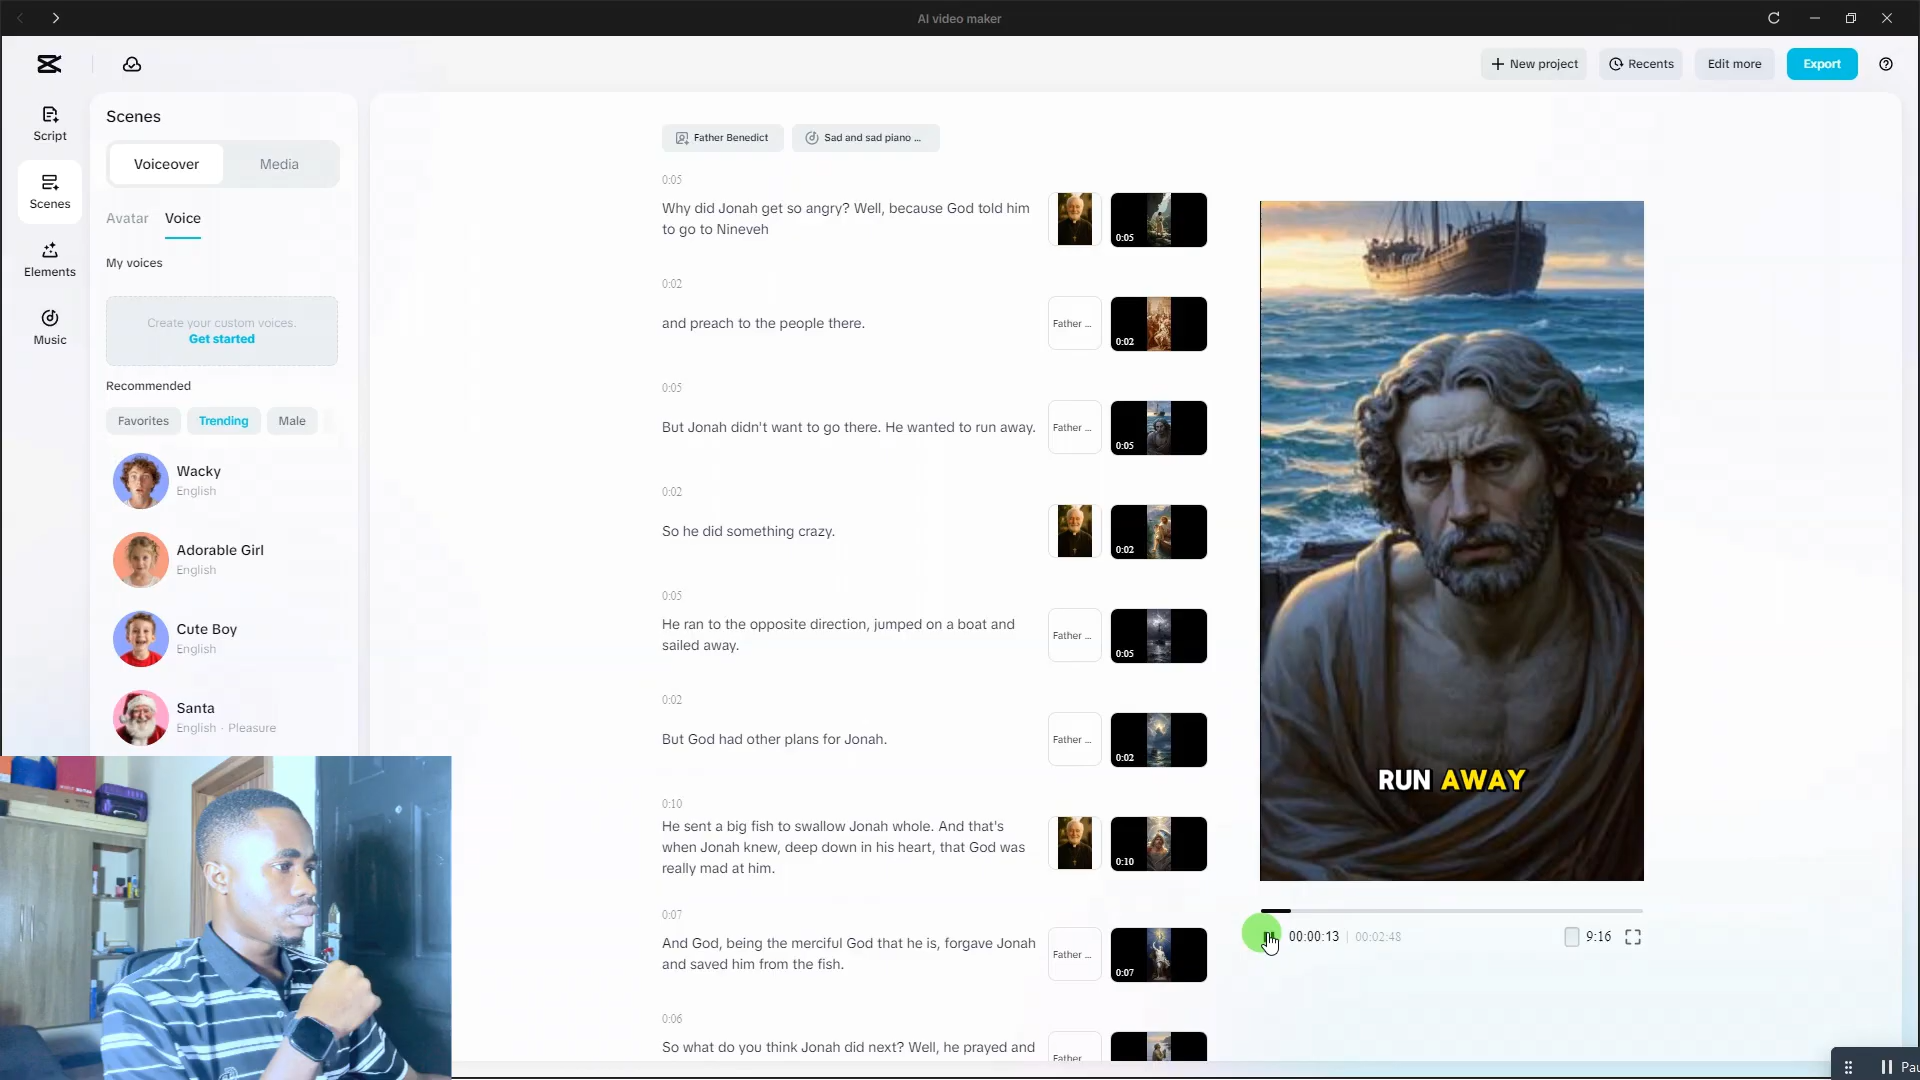 AI video maker
New project
Recents
Edit more
Export
Script
Scenes
Elements
Music
Scenes
Voiceover
Media
Avatar
Voice
My voices
Create your custom voices.
Get started
Recommended
Favorites
Trending
Male
Wacky
English
Adorable Girl
English
Cute Boy
English
Santa
English · Pleasure
Father Benedict
Sad and sad piano ...
0:05
Why did Jonah get so angry? Well, because God told him
to go to Nineveh
0:05
0:02
and preach to the people there.
Father ...
0:02
0:05
But Jonah didn't want to go there. He wanted to run away.
Father ...
0:05
0:02
So he did something crazy.
0:02
0:05
He ran to the opposite direction, jumped on a boat and
sailed away.
Father ...
0:05
0:02
But God had other plans for Jonah.
Father ...
0:02
0:10
He sent a big fish to swallow Jonah whole. And that's
when Jonah knew, deep down in his heart, that God was
really mad at him.
0:10
0:07
And God, being the merciful God that he is, forgave Jonah
and saved him from the fish.
Father ...
0:07
0:06
So what do you think Jonah did next? Well, he prayed and
Father
RUN AWAY
00:00:13 | 00:02:48
9:16
Pau